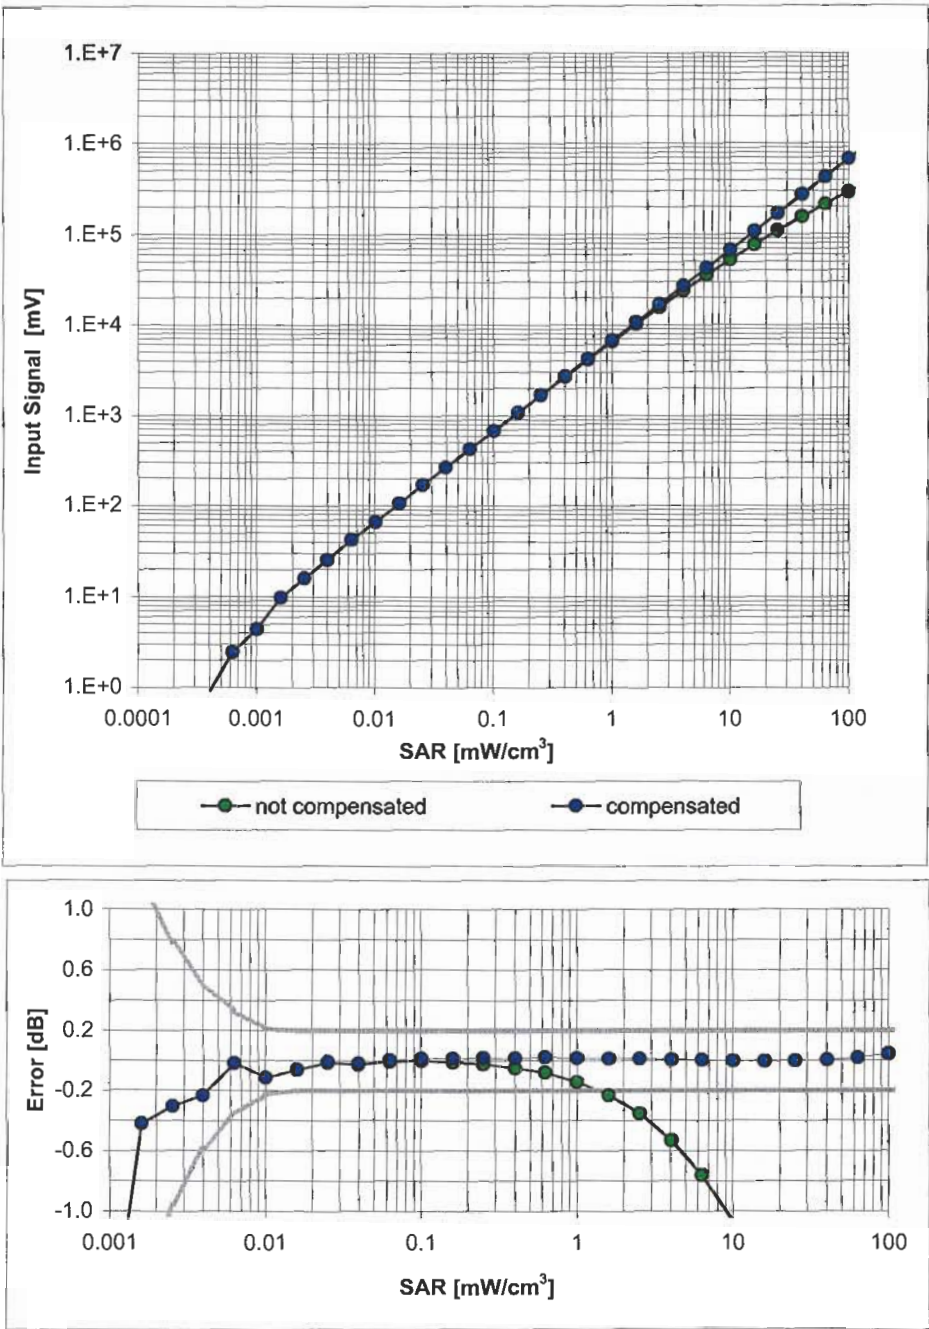 1.E+7
1.E+6
1.E+5
1.E+4
1.E+3
1.E+2
1.E+1
1.E+0
Input Signal [mV]
0.0001 0.001 0.01 0.1 1 10 100
SAR [mW/cm³]
not compensated compensated
1.0
0.6
0.2
-0.2
-0.6
-1.0
Error [dB]
0.001 0.01 0.1 1 10 100
SAR [mW/cm³]